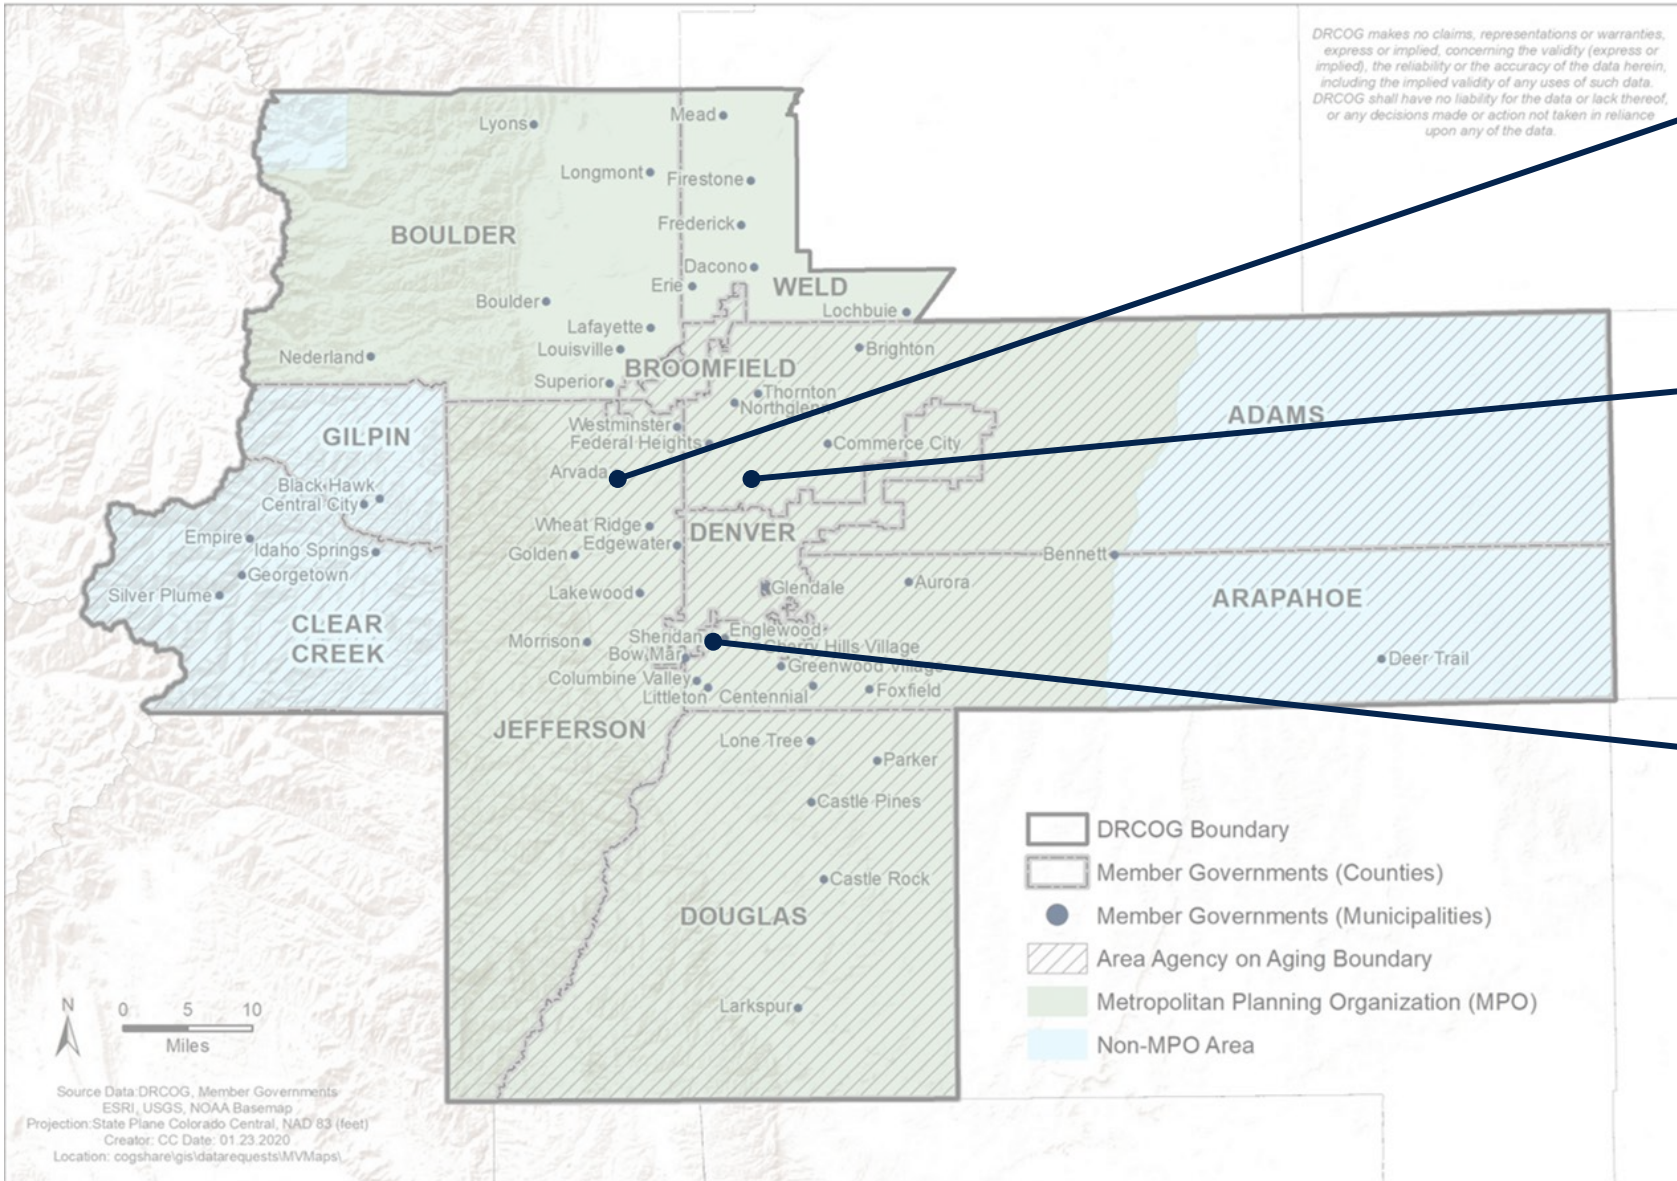 DRCOG makes no claims, representations or warranties,
express or implied, concerning the validity (express or
implied), the reliability or the accuracy of the data herein,
including the implied validity of any uses of such data.
DRCOG shall have no liability for the data or lack thereof,
or any decisions made or action not taken in reliance
upon any of the data.
Mead
Lyons
Longmont
Firestone
Frederick
BOULDER
Dacono
Erie
WELD
Boulder
Lochbuie
Lafayette
Louisville
Brighton
Nederland
BROOMFIELD
Superior
Thornton
Northglenn
ADAMS
Westminster
GILPIN
Federal Heights
Commerce City
Arvada
Black Hawk
Central City
Wheat Ridge
DENVER
Empire
Edgewater
Idaho Springs
Golden
Bennett
Georgetown
Aurora
Glendale
Silver Plume
Lakewood
ARAPAHOE
CLEAR
CREEK
Englewood
Morrison
Sheridan
Cherry Hills Village
Bow Mar
Deer Trail
Greenwood Village
Columbine Valley
Foxfield
Littleton
Centennial
JEFFERSON
Lone Tree
Parker
Castle Pines
Castle Rock
DOUGLAS
Larkspur
DRCOG Boundary
Member Governments (Counties)
Member Governments (Municipalities)
Area Agency on Aging Boundary
Metropolitan Planning Organization (MPO)
Non-MPO Area
N
0 5 10
Miles
Source Data:DRCOG, Member Governments
ESRI, USGS, NOAA Basemap
Projection:State Plane Colorado Central, NAD 83 (feet)
Creator: CC Date: 01.23.2020
Location: cogshare\gis\datarequests\MVMaps\